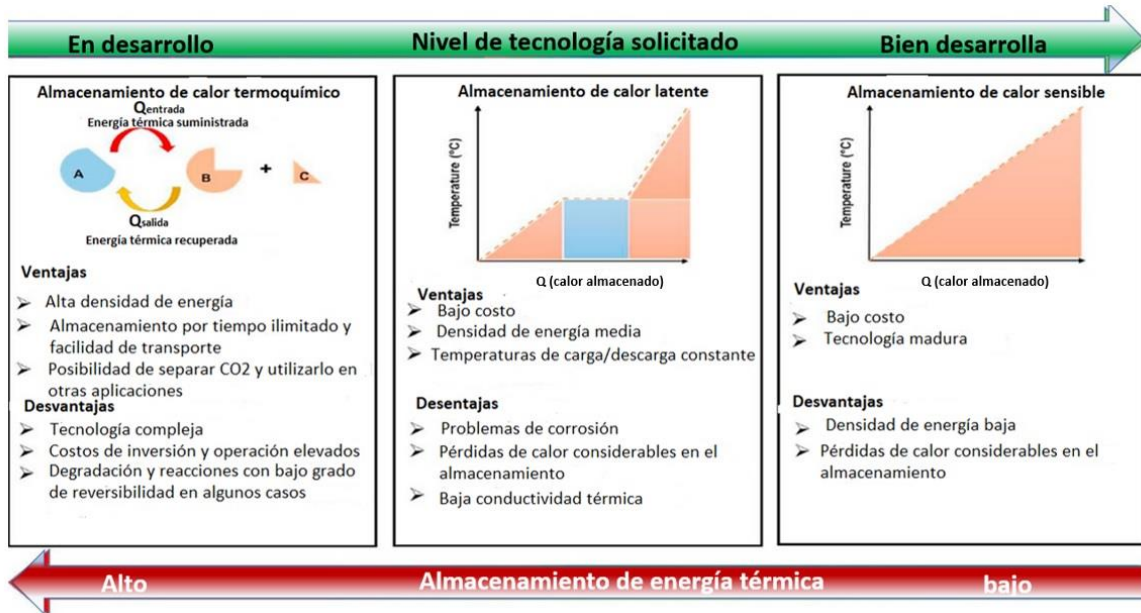 En desarrollo
Nivel de tecnología solicitado
Bien desarrolla
Almacenamiento de calor termoquímico
Qentrada
Energía térmica suministrada
A
B
+
C
Qsalida
Energía térmica recuperada
Ventajas
➢ Alta densidad de energía
➢ Almacenamiento por tiempo ilimitado y
facilidad de transporte
➢ Posibilidad de separar CO2 y utilizarlo en
otras aplicaciones
Desvantajas
➢ Tecnología compleja
➢ Costos de inversión y operación elevados
➢ Degradación y reacciones con bajo grado
de reversibilidad en algunos casos
Almacenamiento de calor latente
Temperature (°C)
Q (calor almacenado)
Ventajas
➢ Bajo costo
➢ Densidad de energía media
➢ Temperaturas de carga/descarga constante
Desentajas
➢ Problemas de corrosión
➢ Pérdidas de calor considerables en el
almacenamiento
➢ Baja conductividad térmica
Almacenamiento de calor sensible
Temperature (°C)
Q (calor almacenado)
Ventajas
➢ Bajo costo
➢ Tecnología madura
Desvantajas
➢ Densidad de energía baja
➢ Pérdidas de calor considerables en el
almacenamiento
Alto
Almacenamiento de energía térmica
bajo